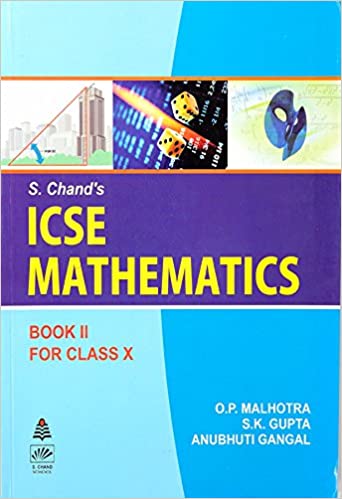 S. Chand's
ICSE
MATHEMATICS
BOOK II
FOR CLASS X
O.P. MALHOTRA
S.K. GUPTA
ANUBHUTI GANGAL
S. CHAND